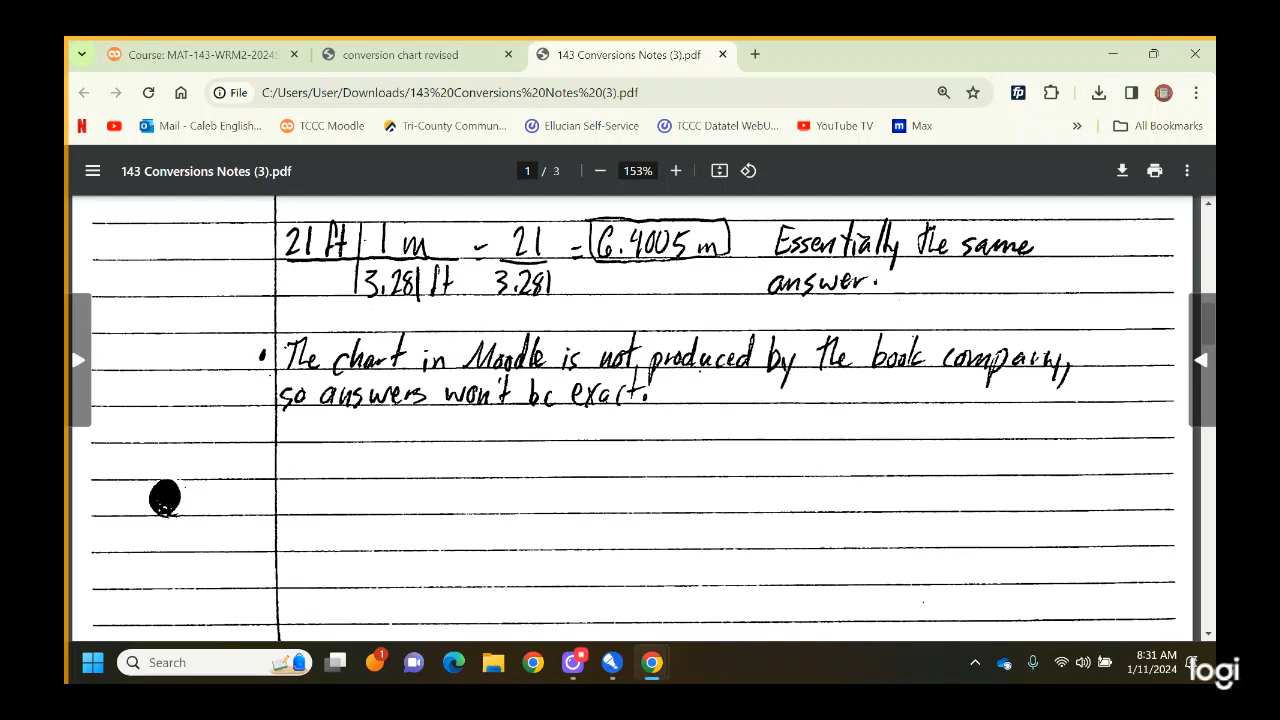 Course: MAT-143-WRM2-2024S
conversion chart revised
143 Conversions Notes (3).pdf
File
C:/Users/User/Downloads/143%20Conversions%20Notes%20(3).pdf
Mail - Caleb English...
TCCC Moodle
Tri-County Commun...
Ellucian Self-Service
TCCC Datatel WebU...
YouTube TV
Max
»
All Bookmarks
143 Conversions Notes (3).pdf
1 / 3
153%
21 ft | 1 m = 21 = 6.4005 m Essentially the same
3.281 ft 3.281 answer.
• The chart in Moodle is not produced by the book company,
so answers won't be exact.
Search
8:31 AM
1/11/2024
logi